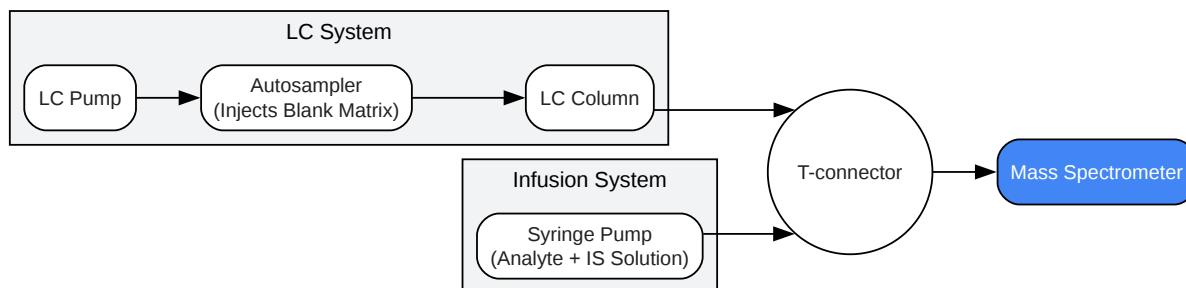 LC System
LC Pump
Autosampler
(Injects Blank Matrix)
LC Column
T-connector
Mass Spectrometer
Infusion System
Syringe Pump
(Analyte + IS Solution)